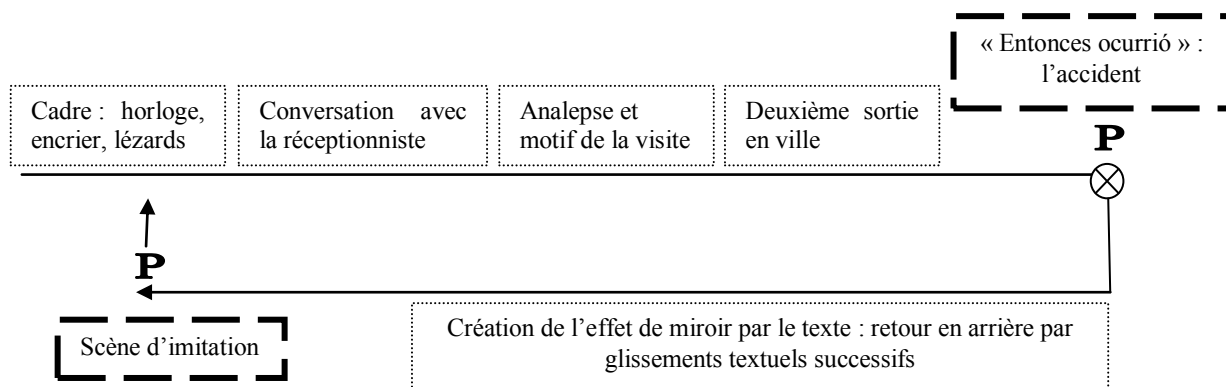 « Entonces ocurrió » :
l’accident
Cadre : horloge,
encrier, lézards
Conversation avec
la réceptionniste
Analepse et
motif de la visite
Deuxième sortie
en ville
P
P
Scène d’imitation
Création de l’effet de miroir par le texte : retour en arrière par
glissements textuels successifs